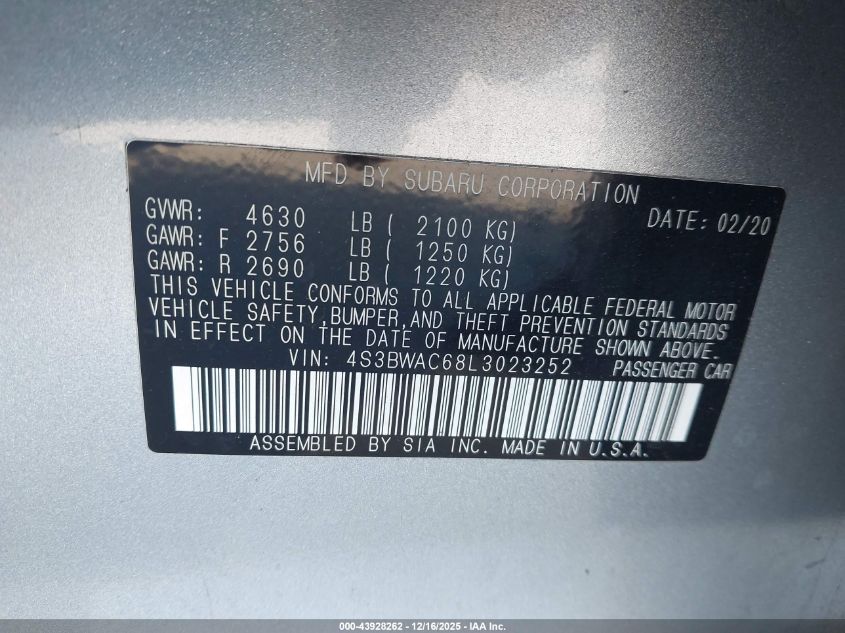 MFD BY SUBARU CORPORATION
DATE: 02/20
GVWR: 4630 LB ( 2100 KG)
GAWR: F 2756 LB ( 1250 KG)
GAWR: R 2690 LB ( 1220 KG)
THIS VEHICLE CONFORMS TO ALL APPLICABLE FEDERAL MOTOR
VEHICLE SAFETY,BUMPER,AND THEFT PREVENTION STANDARDS
IN EFFECT ON THE DATE OF MANUFACTURE SHOWN ABOVE.
VIN: 4S3BWAC68L3023252 PASSENGER CAR
ASSEMBLED BY SIA INC. MADE IN U.S.A.
000-43928262 - 12/16/2025 - IAA Inc.